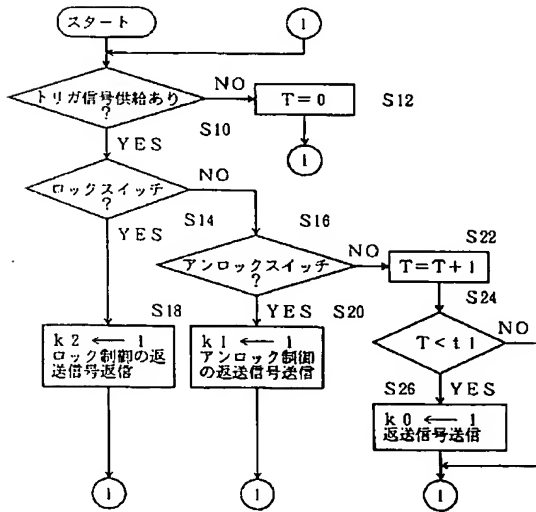 スタート
1
トリガ信号供給あり
?
NO
T=0
S12
S10
YES
1
ロックスイッチ
?
NO
S14
S16
YES
アンロックスイッチ
?
NO
S22
T=T+1
S24
S18
YES
S20
k2 ← 1
ロック制御の返
送信号返信
k1 ← 1
アンロック制御
の返送信号送信
T<t1
NO
S26
YES
k0 ← 1
返送信号送信
1
1
1